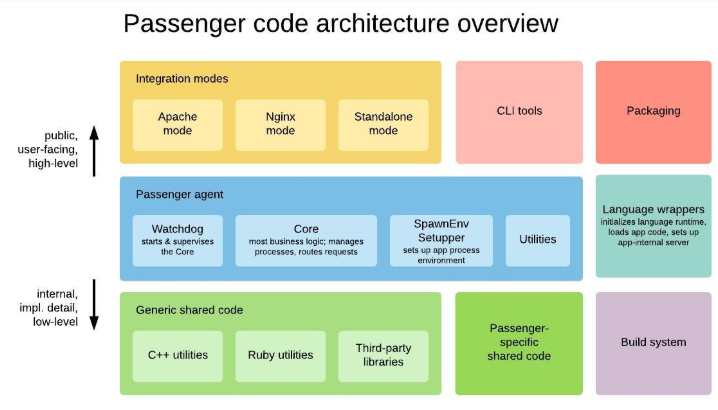 Passenger code architecture overview
Integration modes
Apache
mode
Nginx
mode
Standalone
mode
CLI tools
Packaging
public,
user-facing,
high-level
Passenger agent
Watchdog
starts & supervises
the Core
Core
most business logic; manages
processes, routes requests
SpawnEnv
Setupper
sets up app process
environment
Utilities
Language wrappers
initializes language runtime,
loads app code, sets up
app-internal server
internal,
impl. detail,
low-level
Generic shared code
C++ utilities
Ruby utilities
Third-party
libraries
Passenger-
specific
shared code
Build system